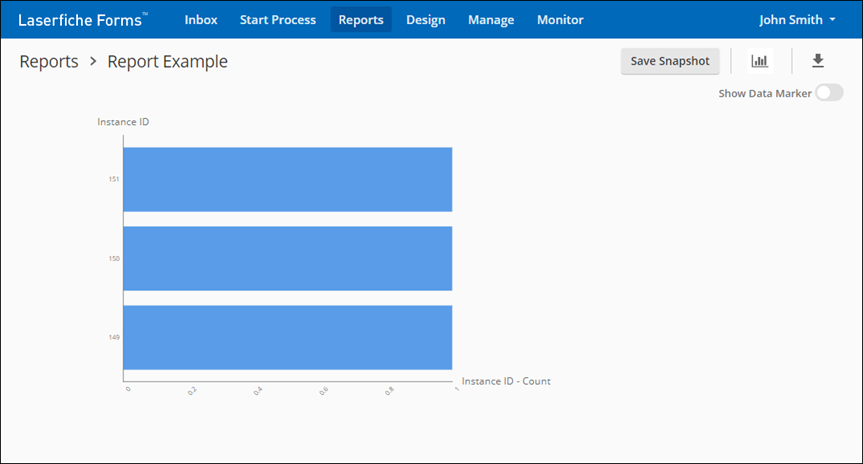 Laserfiche Forms™ Inbox Start Process Reports Design Manage Monitor John Smith
Reports > Report Example Save Snapshot
Show Data Marker
Instance ID
151
150
149
0 0.2 0.4 0.6 0.8 1 Instance ID - Count